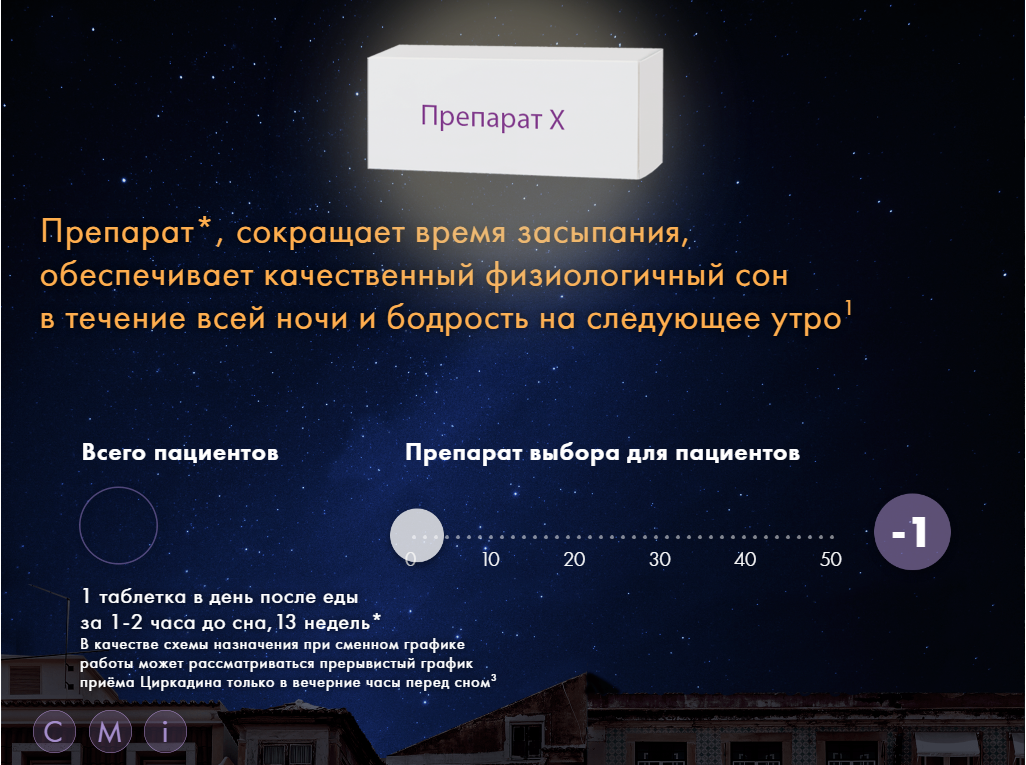 Препарат X
Препарат*, сокращает время засыпания,
обеспечивает качественный физиологичный сон
в течение всей ночи и бодрость на следующее утро¹
Всего пациентов
Препарат выбора для пациентов
-1
0 10 20 30 40 50
1 таблетка в день после еды
за 1-2 часа до сна,13 недель*
В качестве схемы назначения при сменном графике
работы может рассматриваться прерывистый график
приёма Циркадина только в вечерние часы перед сном³
C M i